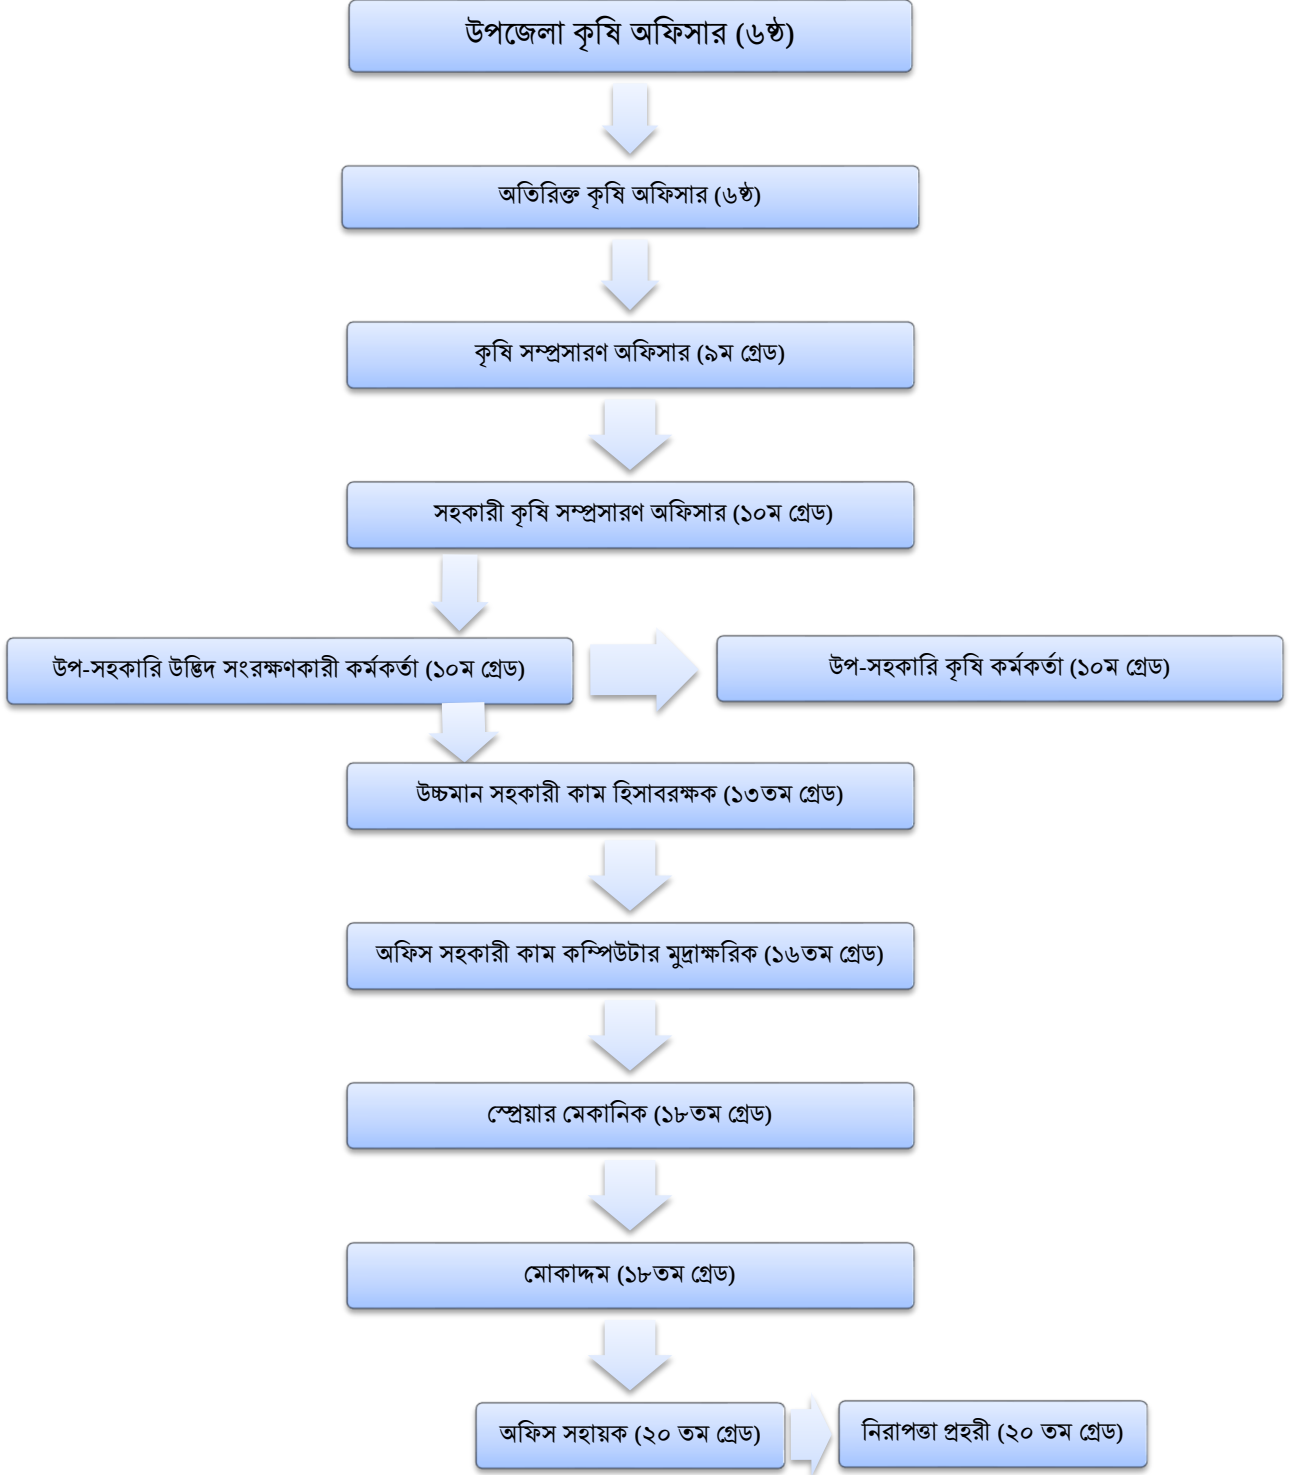 উপজেলা কৃষি অফিসার (৬ষ্ঠ)
অতিরিক্ত কৃষি অফিসার (৬ষ্ঠ)
কৃষি সম্প্রসারণ অফিসার (৯ম গ্রেড)
সহকারী কৃষি সম্প্রসারণ অফিসার (১০ম গ্রেড)
উপ-সহকারি উদ্ভিদ সংরক্ষণকারী কর্মকর্তা (১০ম গ্রেড)
উপ-সহকারি কৃষি কর্মকর্তা (১০ম গ্রেড)
উচ্চমান সহকারী কাম হিসাবরক্ষক (১৩তম গ্রেড)
অফিস সহকারী কাম কম্পিউটার মুদ্রাক্ষরিক (১৬তম গ্রেড)
স্প্রেয়ার মেকানিক (১৮তম গ্রেড)
মোকাদ্দম (১৮তম গ্রেড)
অফিস সহায়ক (২০ তম গ্রেড)
নিরাপত্তা প্রহরী (২০ তম গ্রেড)